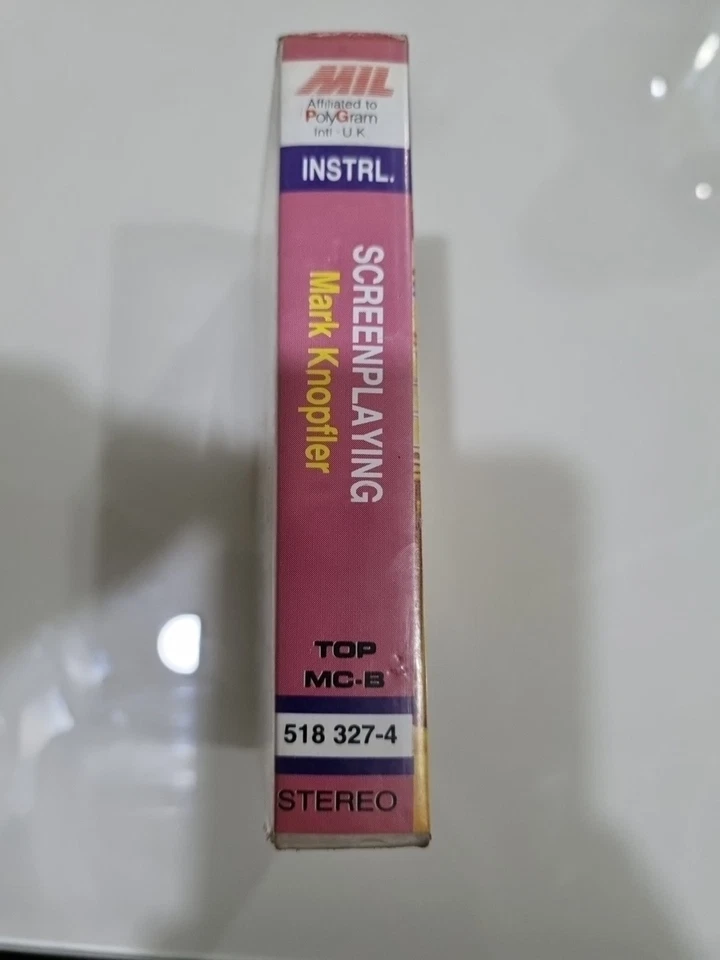 MIL
Affiliated to
PolyGram
Intl - U.K.
INSTRL.
SCREENPLAYING
Mark Knopfler
TOP
MC-B
518 327-4
STEREO